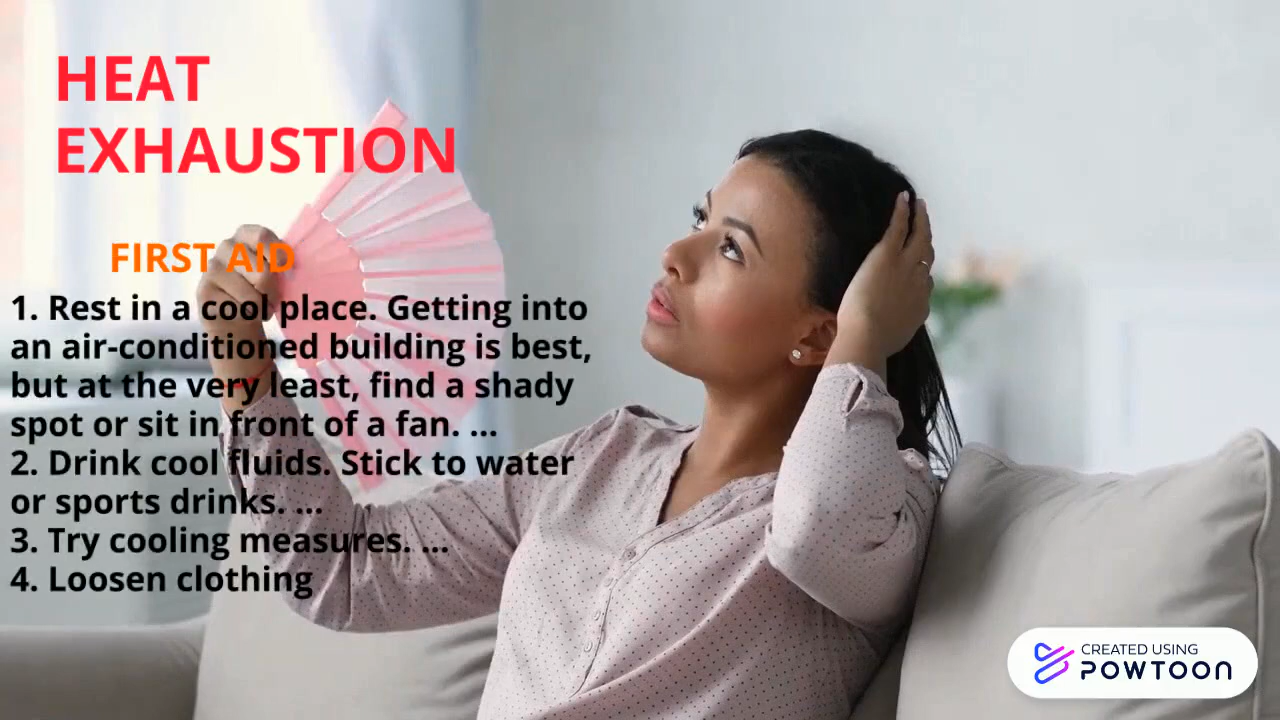 HEAT
EXHAUSTION
FIRST AID
1. Rest in a cool place. Getting into
an air-conditioned building is best,
but at the very least, find a shady
spot or sit in front of a fan. ...
2. Drink cool fluids. Stick to water
or sports drinks. ...
3. Try cooling measures. ...
4. Loosen clothing
CREATED USING
POWTOON